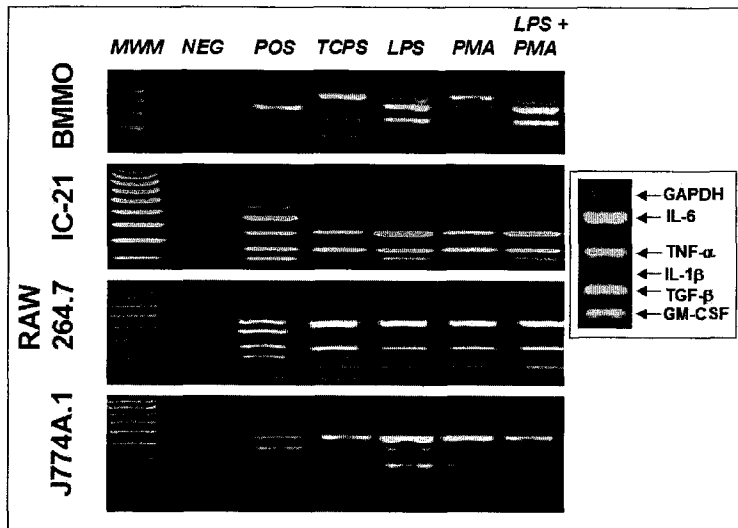 MWM NEG POS TCPS LPS PMA LPS + PMA
BMMO
IC-21
RAW 264.7
J774A.1
GAPDH
IL-6
TNF-α
IL-1β
TGF-β
GM-CSF